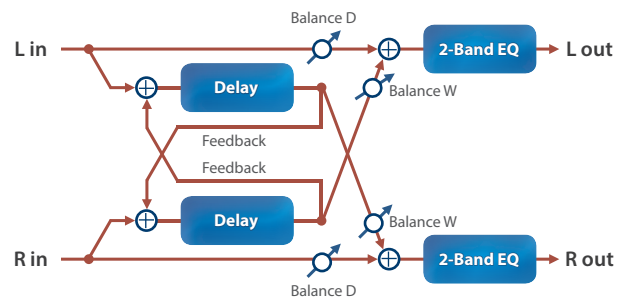 Balance D
L in
2-Band EQ
L out
Delay
Balance W
Feedback
Feedback
Delay
Balance W
R in
2-Band EQ
R out
Balance D